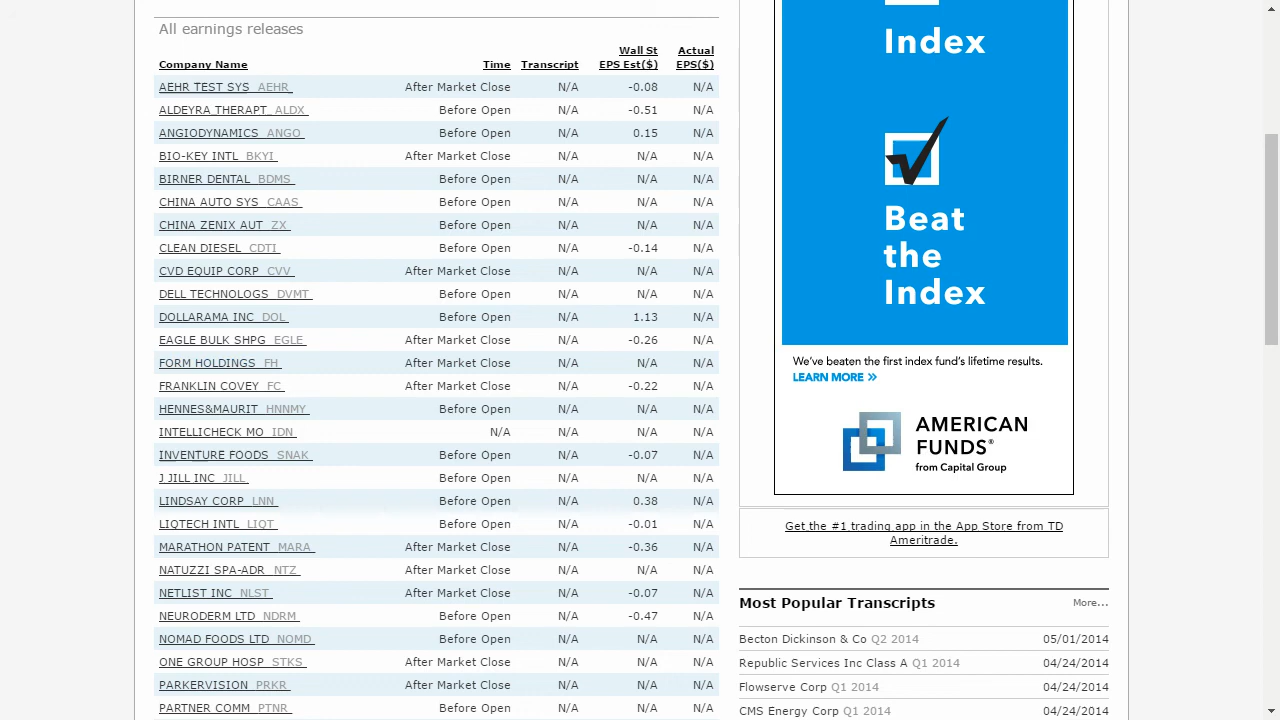 All earnings releases
Company Name Time Transcript Wall St EPS Est($) Actual EPS($)
AEHR TEST SYS AEHR After Market Close N/A -0.08 N/A
ALDEYRA_THERAPT_ALDX Before Open N/A -0.51 N/A
ANGIODYNAMICS ANGO Before Open N/A 0.15 N/A
BIO-KEY INTL BKYI After Market Close N/A N/A N/A
BIRNER DENTAL BDMS Before Open N/A N/A N/A
CHINA AUTO SYS CAAS Before Open N/A N/A N/A
CHINA ZENIX AUT ZX Before Open N/A N/A N/A
CLEAN DIESEL CDTI Before Open N/A -0.14 N/A
CVD EQUIP CORP CVV After Market Close N/A N/A N/A
DELL TECHNOLOGS DVMT Before Open N/A N/A N/A
DOLLARAMA INC DOL Before Open N/A 1.13 N/A
EAGLE BULK SHPG EGLE After Market Close N/A -0.26 N/A
FORM HOLDINGS FH After Market Close N/A N/A N/A
FRANKLIN COVEY FC After Market Close N/A -0.22 N/A
HENNES&MAURIT HNNMY Before Open N/A N/A N/A
INTELLICHECK MO IDN N/A N/A N/A N/A
INVENTURE FOODS SNAK Before Open N/A -0.07 N/A
J JILL INC JILL Before Open N/A N/A N/A
LINDSAY CORP LNN Before Open N/A 0.38 N/A
LIQTECH INTL LIQT Before Open N/A -0.01 N/A
MARATHON PATENT MARA After Market Close N/A -0.36 N/A
NATUZZI SPA-ADR NTZ After Market Close N/A N/A N/A
NETLIST INC NLST After Market Close N/A -0.07 N/A
NEURODERM LTD NDRM Before Open N/A -0.47 N/A
NOMAD FOODS LTD NOMD Before Open N/A N/A N/A
ONE GROUP HOSP STKS After Market Close N/A N/A N/A
PARKERVISION PRKR After Market Close N/A N/A N/A
PARTNER COMM PTNR Before Open N/A N/A N/A
Index
Beat
the
Index
We've beaten the first index fund's lifetime results.
LEARN MORE »
AMERICAN
FUNDS®
from Capital Group
Get the #1 trading app in the App Store from TD
Ameritrade.
Most Popular Transcripts More...
Becton Dickinson & Co Q2 2014 05/01/2014
Republic Services Inc Class A Q1 2014 04/24/2014
Flowserve Corp Q1 2014 04/24/2014
CMS Energy Corp Q1 2014 04/24/2014